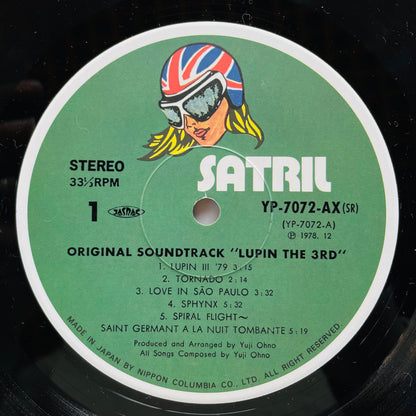 SATRIL
STEREO
33⅓RPM
1
JASRAC
YP-7072-AX(SR)
(YP-7072-A)
Ⓟ 1978. 12
ORIGINAL SOUNDTRACK "LUPIN THE 3RD"
1. LUPIN III '79 3:15
2. TORNADO 2:14
3. LOVE IN SÃO PAULO 3:32
4. SPHYNX 5:32
5. SPIRAL FLIGHT~
SAINT GERMANT A LA NUIT TOMBANTE 5:19
Produced and Arranged by Yuji Ohno
All Songs Composed by Yuji Ohno
MADE IN JAPAN BY NIPPON COLUMBIA CO., LTD. ALL RIGHT RESERVED.